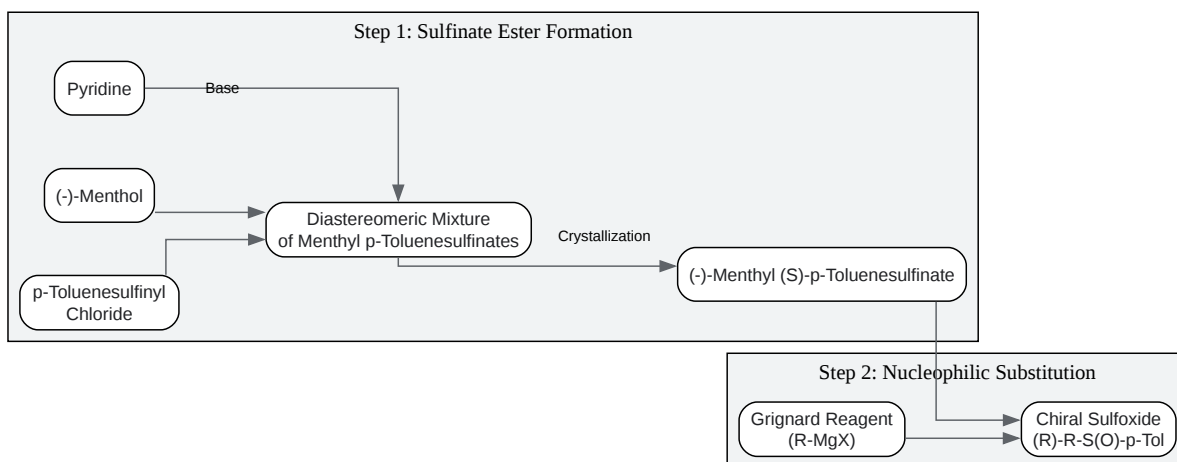 Step 1: Sulfinate Ester Formation
Pyridine
Base
(-)-Menthol
Diastereomeric Mixture
of Menthyl p-Toluenesulfinates
Crystallization
(-)-Menthyl (S)-p-Toluenesulfinate
p-Toluenesulfinyl
Chloride
Step 2: Nucleophilic Substitution
Grignard Reagent
(R-MgX)
Chiral Sulfoxide
(R)-R-S(O)-p-Tol